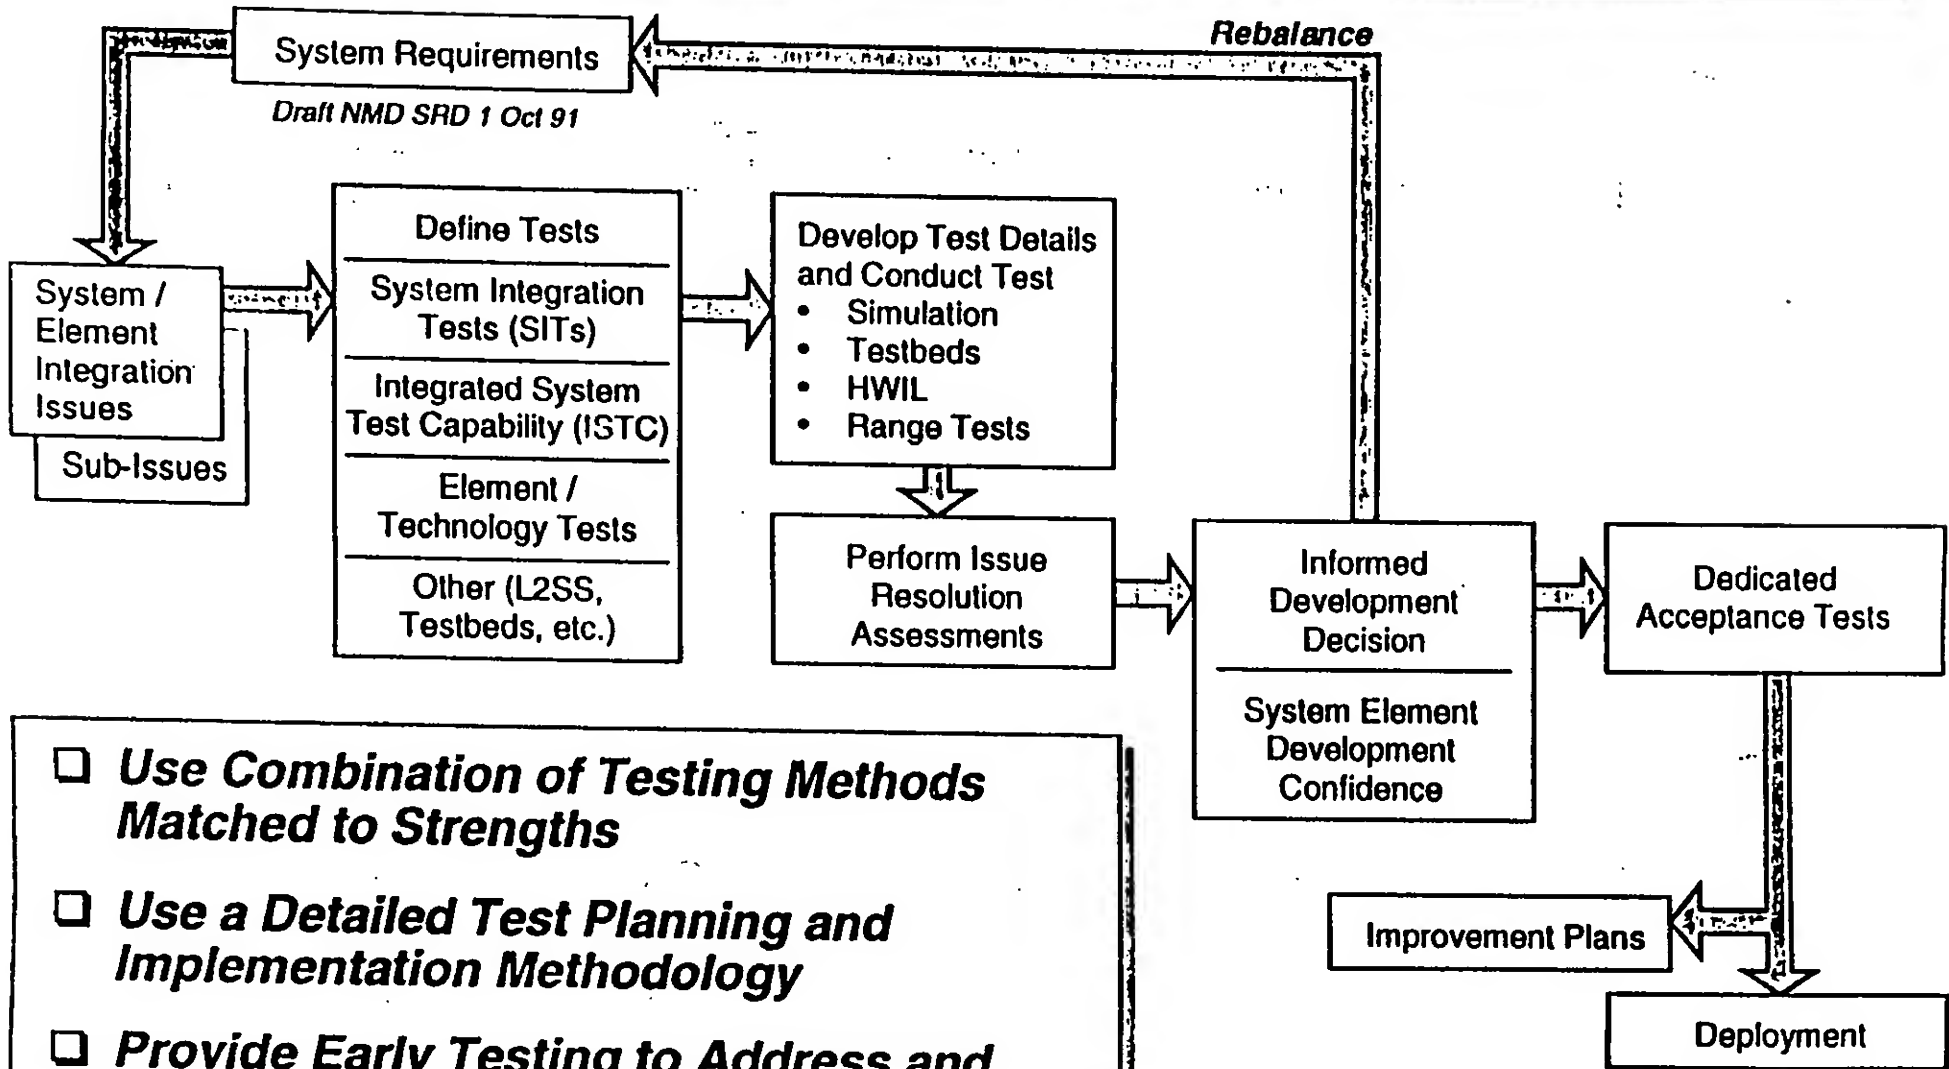 Rebalance
System Requirements
Draft NMD SRD 1 Oct 91
System /
Element
Integration
Issues
Sub-Issues
Define Tests
System Integration
Tests (SITs)
Integrated System
Test Capability (ISTC)
Element /
Technology Tests
Other (L2SS,
Testbeds, etc.)
Develop Test Details
and Conduct Test
• Simulation
• Testbeds
• HWIL
• Range Tests
Perform Issue
Resolution
Assessments
Informed
Development
Decision
System Element
Development
Confidence
Dedicated
Acceptance Tests
Improvement Plans
Deployment
❑ Use Combination of Testing Methods
Matched to Strengths
❑ Use a Detailed Test Planning and
Implementation Methodology
❑ Provide Early Testing to Address and